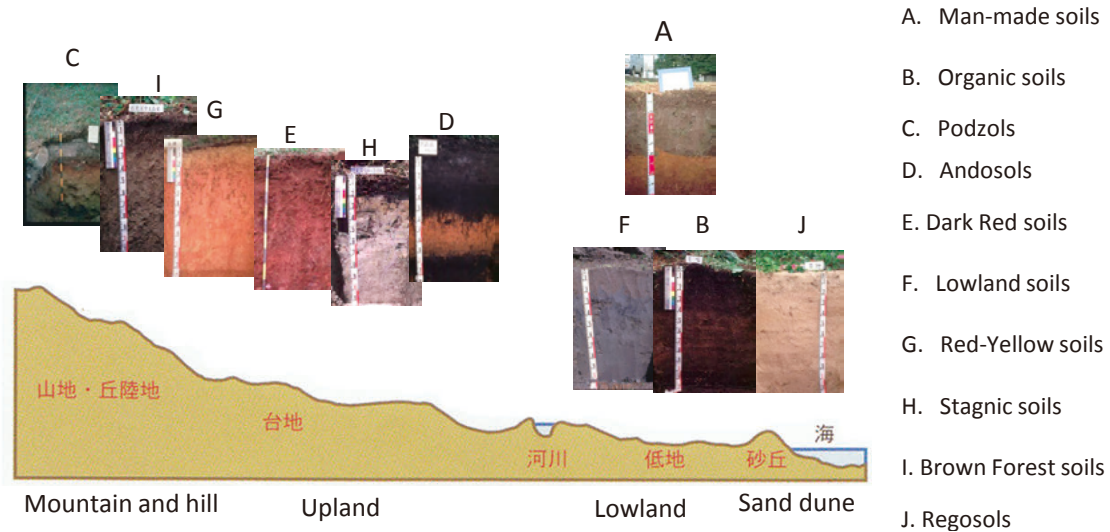 A
C
I
G
E
H
D
F
B
J
山地・丘陸地
台地
河川
低地
砂丘
海
Mountain and hill
Upland
Lowland
Sand dune
A. Man-made soils
B. Organic soils
C. Podzols
D. Andosols
E. Dark Red soils
F. Lowland soils
G. Red-Yellow soils
H. Stagnic soils
I. Brown Forest soils
J. Regosols